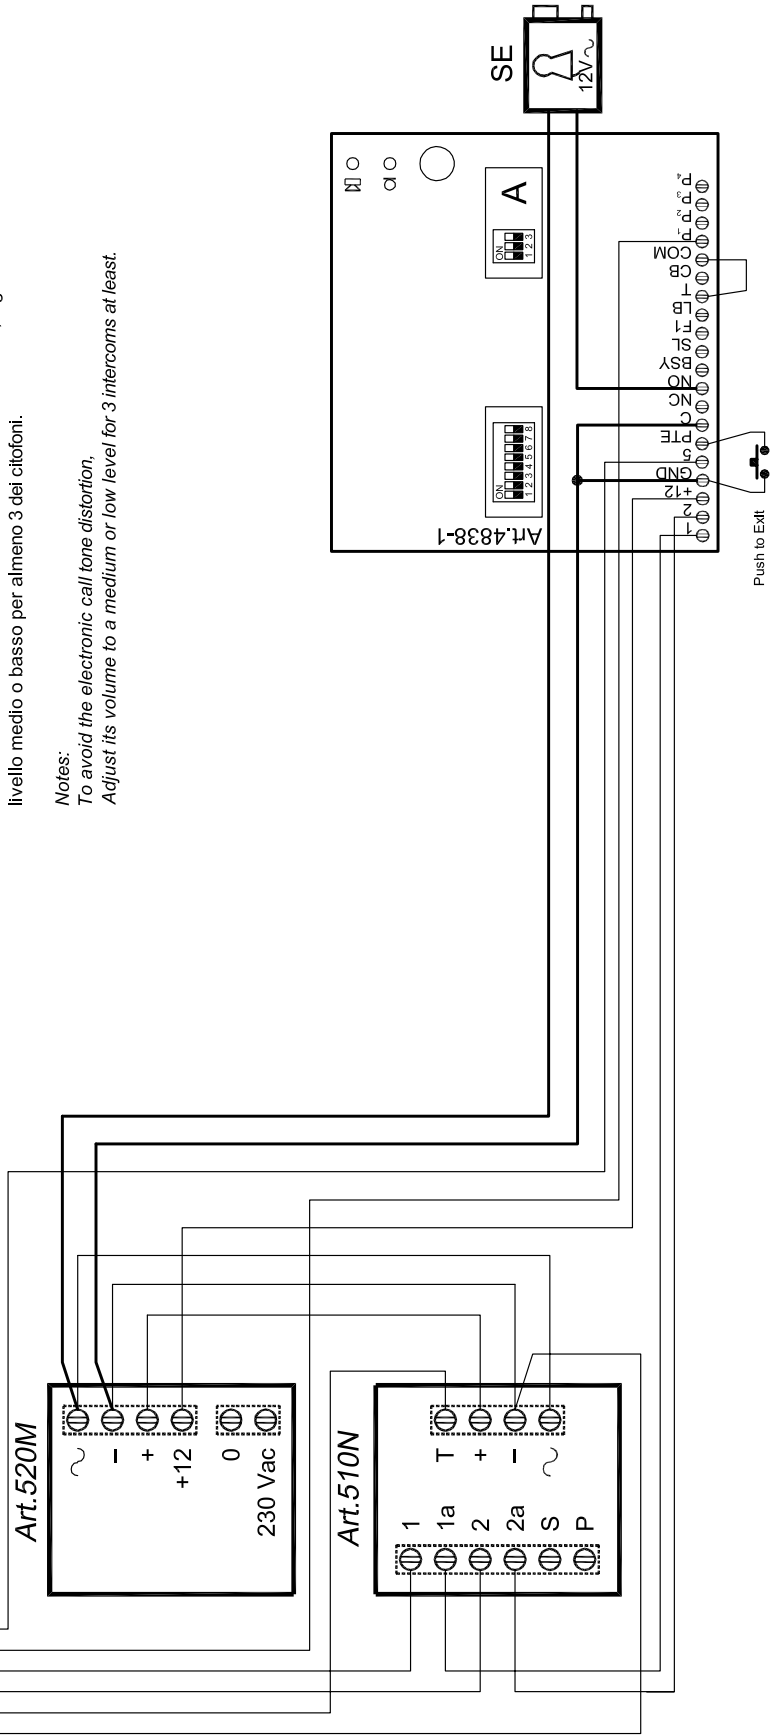 livello medio o basso per almeno 3 dei citofoni.
Notes:
To avoid the electronic call tone distortion,
Adjust its volume to a medium or low level for 3 intercoms at least.
SE
12V~
A
ON
1 2 3
ON
1 2 3 4 5 6 7 8
Art.4838-1
P4
P3
P2
P1
COM
CB
T
LB
F1
SL
BSY
NO
NC
C
PTE
5
GND
+12
2
1
Push to Exit
Art.520M
~
-
+
+12
0
230 Vac
Art.510N
T
+
-
~
1
1a
2
2a
S
P